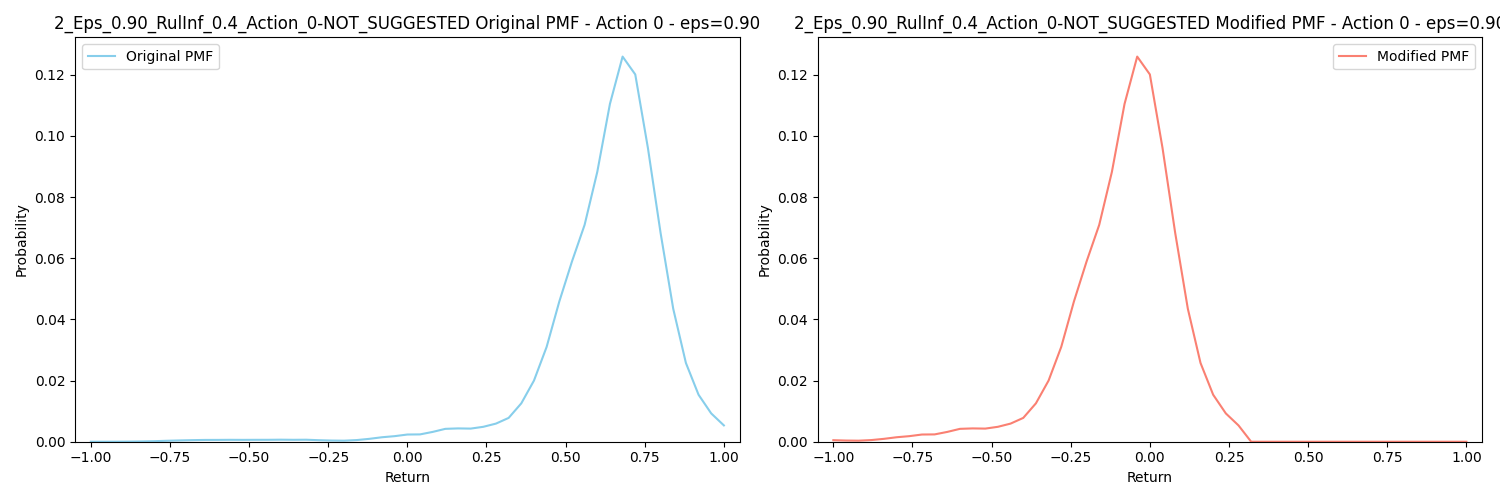 2_Eps_0.90_RulInf_0.4_Action_0-NOT_SUGGESTED Original PMF - Action 0 - eps=0.90
Original PMF
0.12
0.10
0.08
0.06
0.04
0.02
0.00
Probability
−1.00 −0.75 −0.50 −0.25 0.00 0.25 0.50 0.75 1.00
Return
2_Eps_0.90_RulInf_0.4_Action_0-NOT_SUGGESTED Modified PMF - Action 0 - eps=0.90
Modified PMF
0.12
0.10
0.08
0.06
0.04
0.02
0.00
Probability
−1.00 −0.75 −0.50 −0.25 0.00 0.25 0.50 0.75 1.00
Return